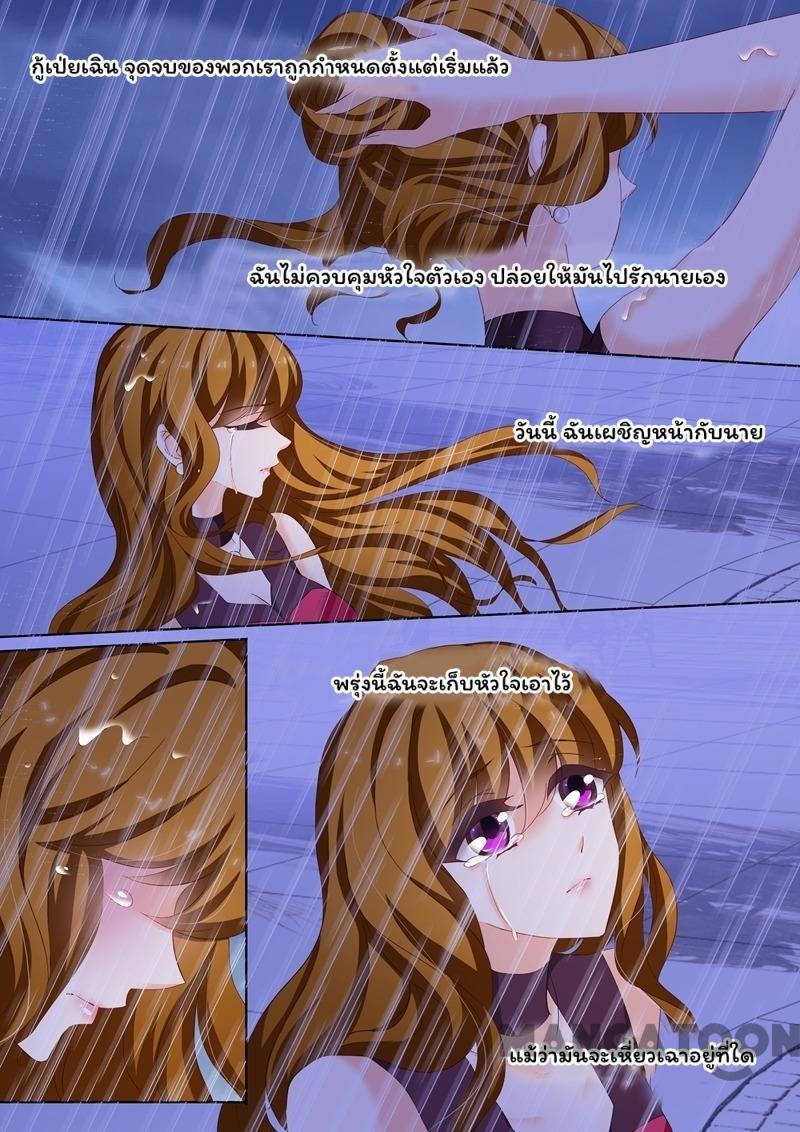 กู้เป่ยเฉิน จุดจบของพวกเราถูกกำหนดตั้งแต่เริ่มแล้ว
ฉันไม่ควบคุมหัวใจตัวเอง ปล่อยให้มันไปรักนายเอง
วันนี้ ฉันเผชิญหน้ากับนาย
พรุ่งนี้ฉันจะเก็บหัวใจเอาไว้
MANGATOON
แม้ว่ามันจะเหี่ยวเฉาอยู่ที่ใด